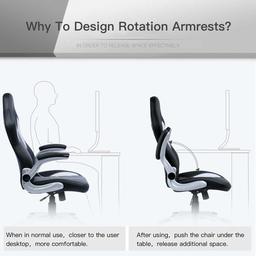 Why To Design Rotation Armrests?
IN ORDER TO RELEASE SPACE EFFECTIVELY
When in normal use, closer to the user
desktop, more comfortable.
After using, push the chair under the
table, release additional space.